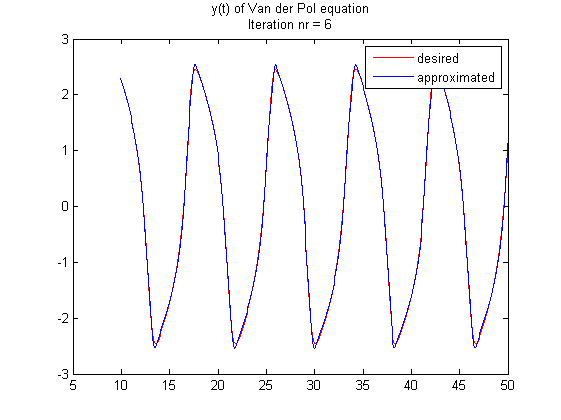 y(t) of Van der Pol equation
Iteration nr = 6
desired
approximated
3
2
1
0
-1
-2
-3
5 10 15 20 25 30 35 40 45 50